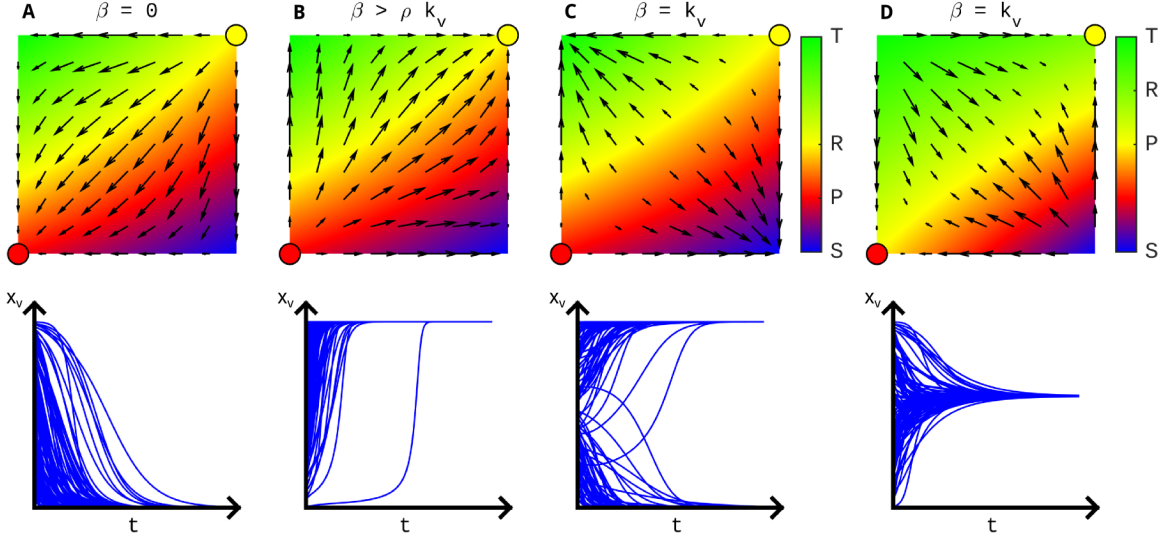 A β = 0
B β > ρ k_v
C β = k_v
D β = k_v
T
R
P
S
T
R
P
S
x_v
t
x_v
t
x_v
t
x_v
t